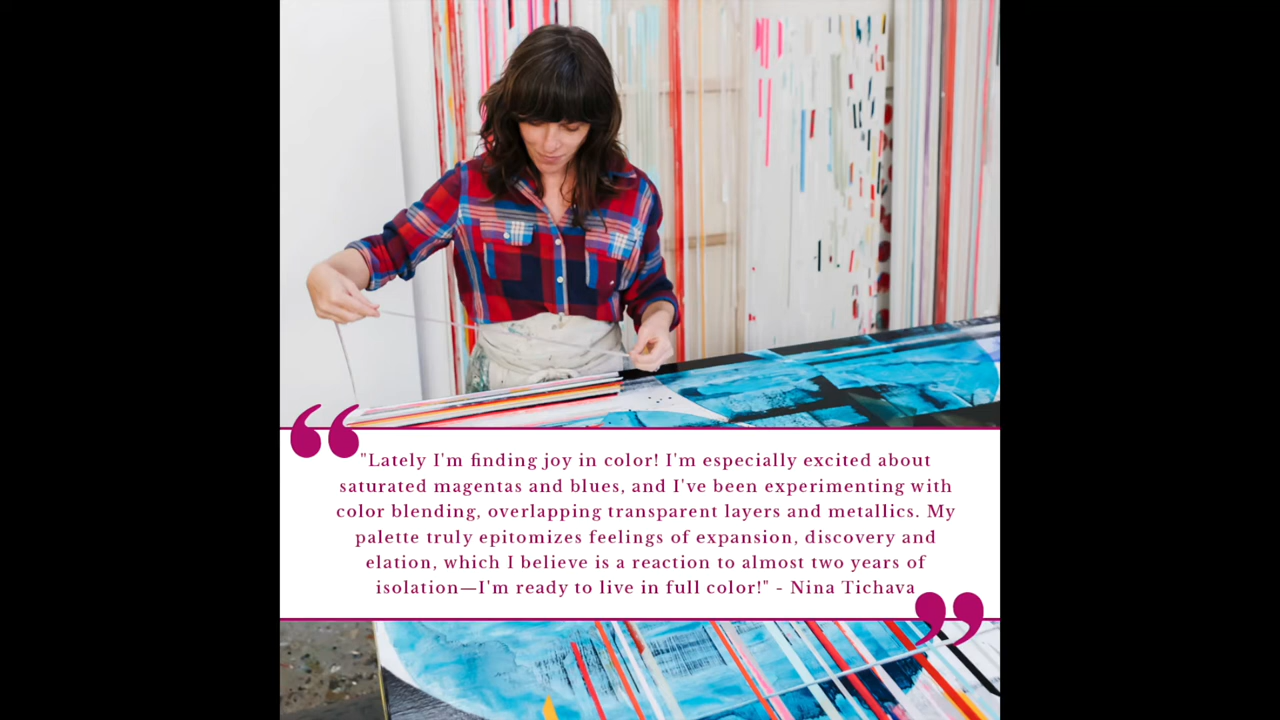 "Lately I'm finding joy in color! I'm especially excited about
saturated magentas and blues, and I've been experimenting with
color blending, overlapping transparent layers and metallics. My
palette truly epitomizes feelings of expansion, discovery and
elation, which I believe is a reaction to almost two years of
isolation—I'm ready to live in full color!" - Nina Tichava